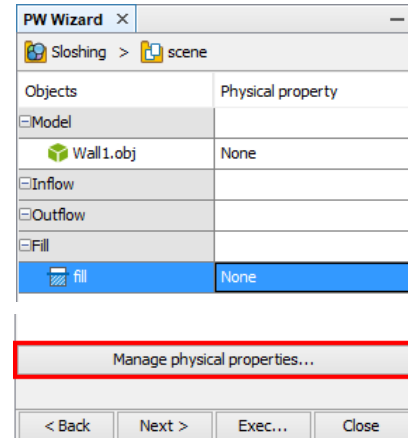 PW Wizard
Sloshing > scene
Objects Physical property
Model
Wall1.obj None
Inflow
Outflow
Fill
fill None
Manage physical properties...
< Back Next > Exec... Close